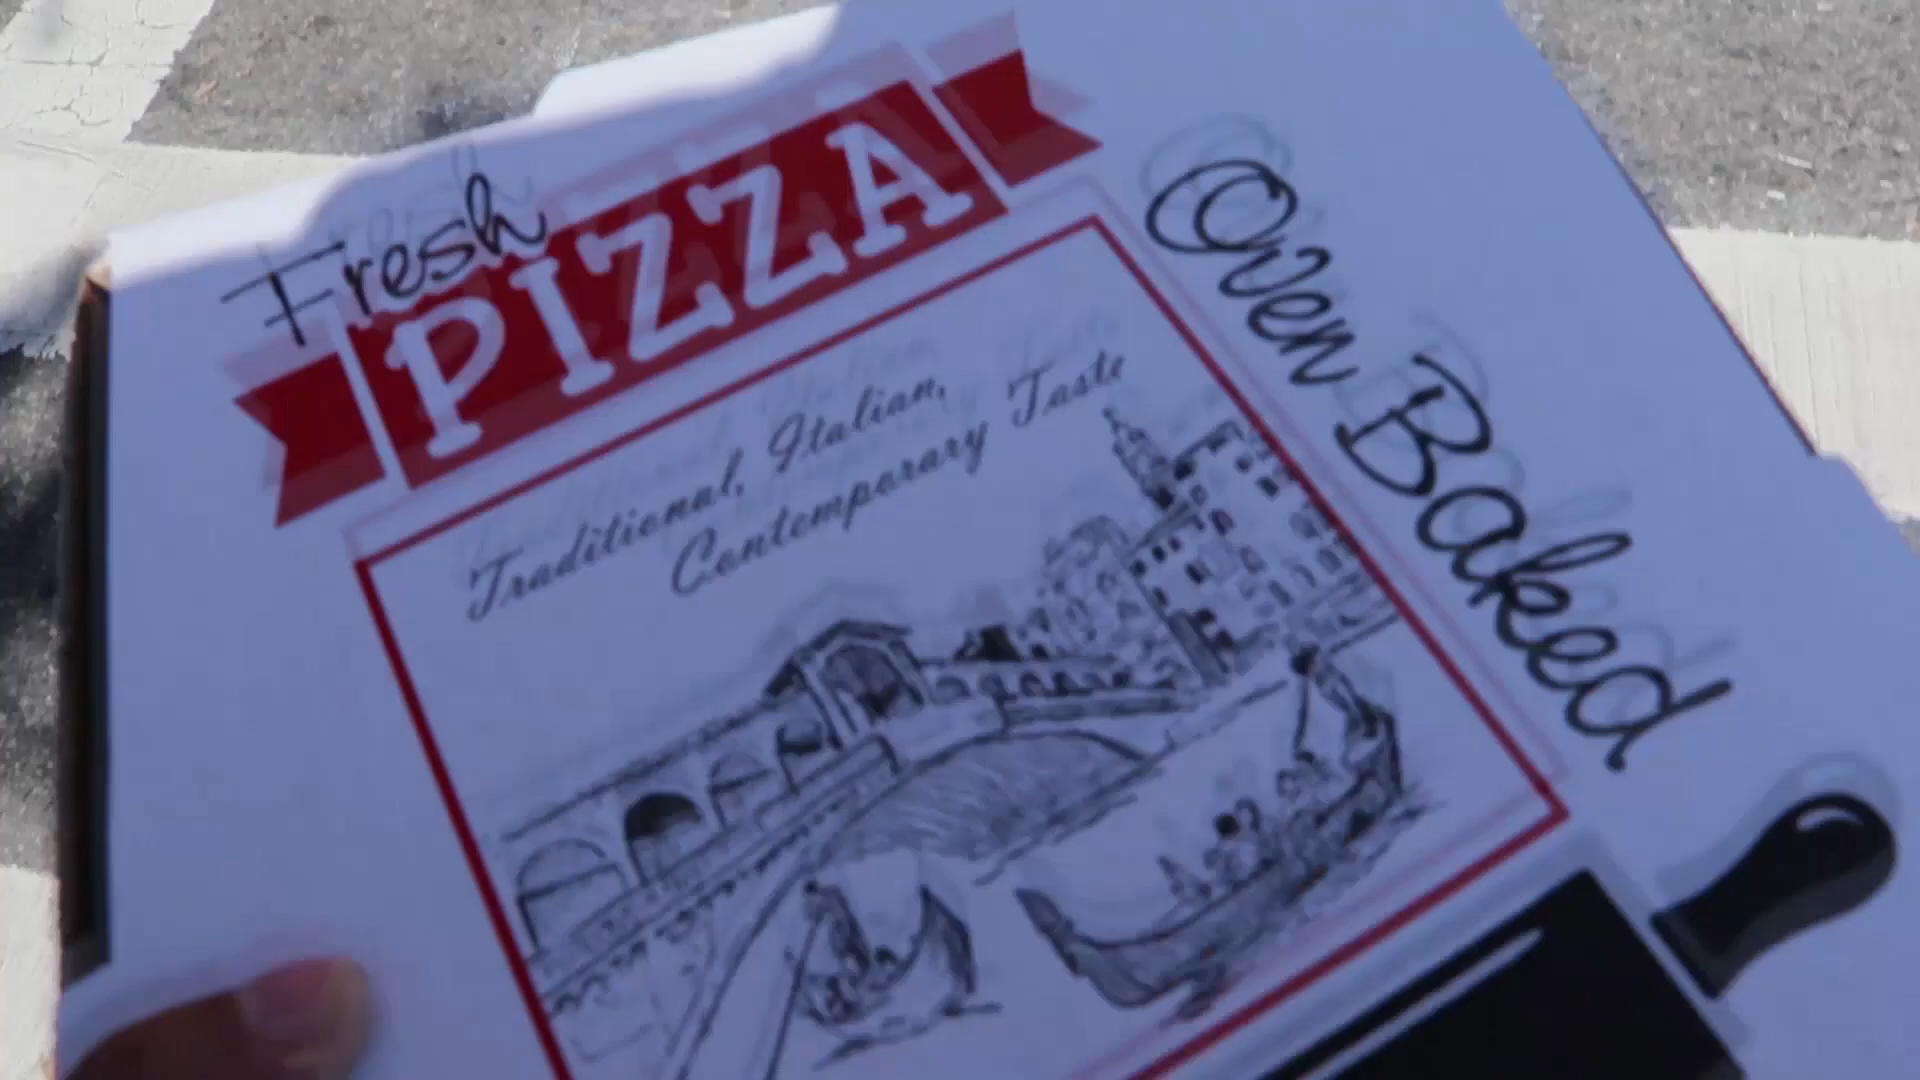 Fresh
PIZZA
Traditional, Italian,
Contemporary Taste
Oven Baked